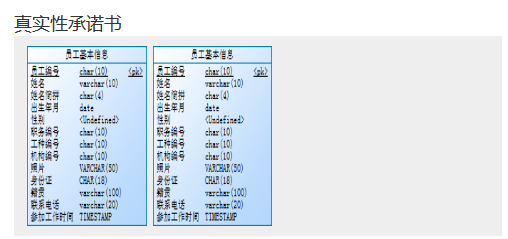 真实性承诺书
员工基本信息 员工基本信息
员工编号 char(10) <pk> 员工编号 char(10) <pk>
姓名 varchar(10) 姓名 varchar(10)
姓名简拼 char(4) 姓名简拼 char(4)
出生年月 date 出生年月 date
性别 <Undefined> 性别 <Undefined>
职务编号 char(10) 职务编号 char(10)
工种编号 char(10) 工种编号 char(10)
机构编号 char(10) 机构编号 char(10)
照片 VARCHAR(50) 照片 VARCHAR(50)
身份证 CHAR(18) 身份证 CHAR(18)
籍贯 varchar(100) 籍贯 varchar(100)
联系电话 varchar(20) 联系电话 varchar(20)
参加工作时间 TIMESTAMP 参加工作时间 TIMESTAMP